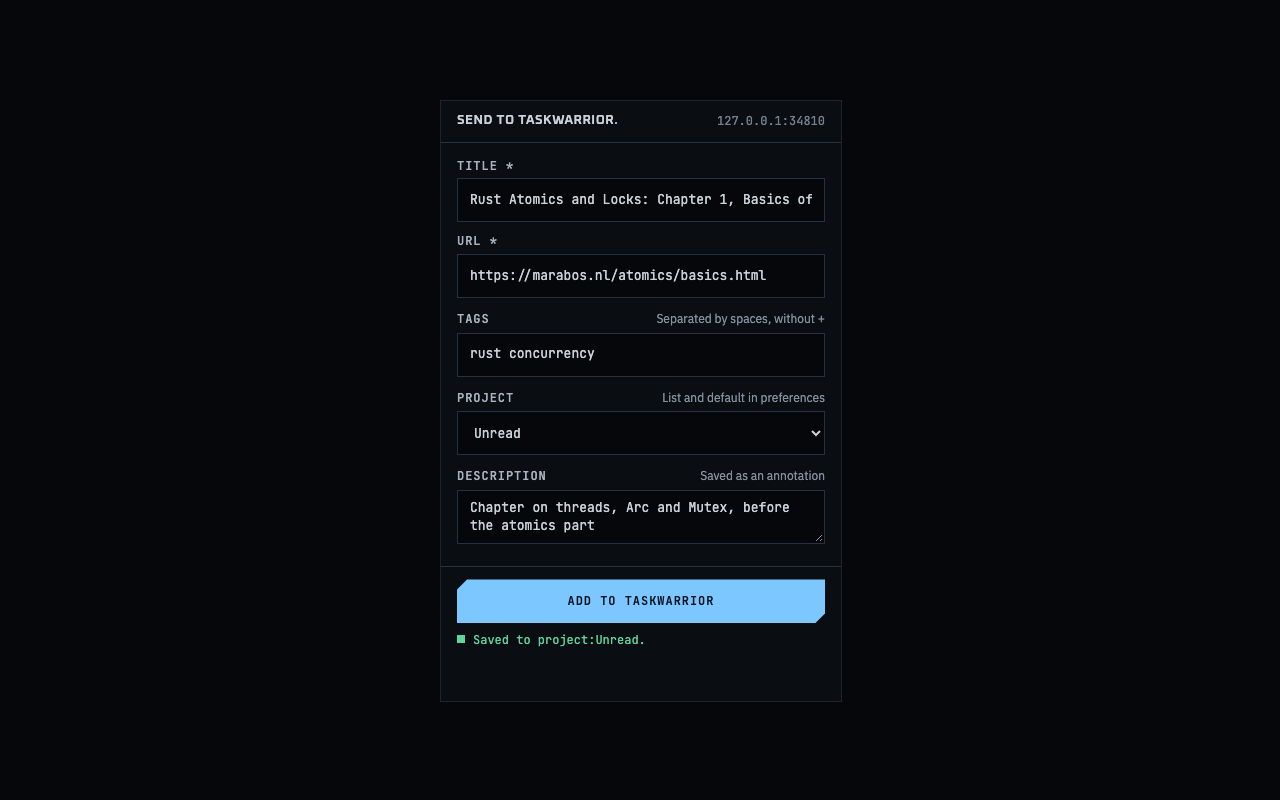 SEND TO TASKWARRIOR.
127.0.0.1:34810
TITLE *
Rust Atomics and Locks: Chapter 1, Basics of
URL *
https://marabos.nl/atomics/basics.html
TAGS
Separated by spaces, without +
rust concurrency
PROJECT
List and default in preferences
Unread
DESCRIPTION
Saved as an annotation
Chapter on threads, Arc and Mutex, before
the atomics part
ADD TO TASKWARRIOR
Saved to project:Unread.